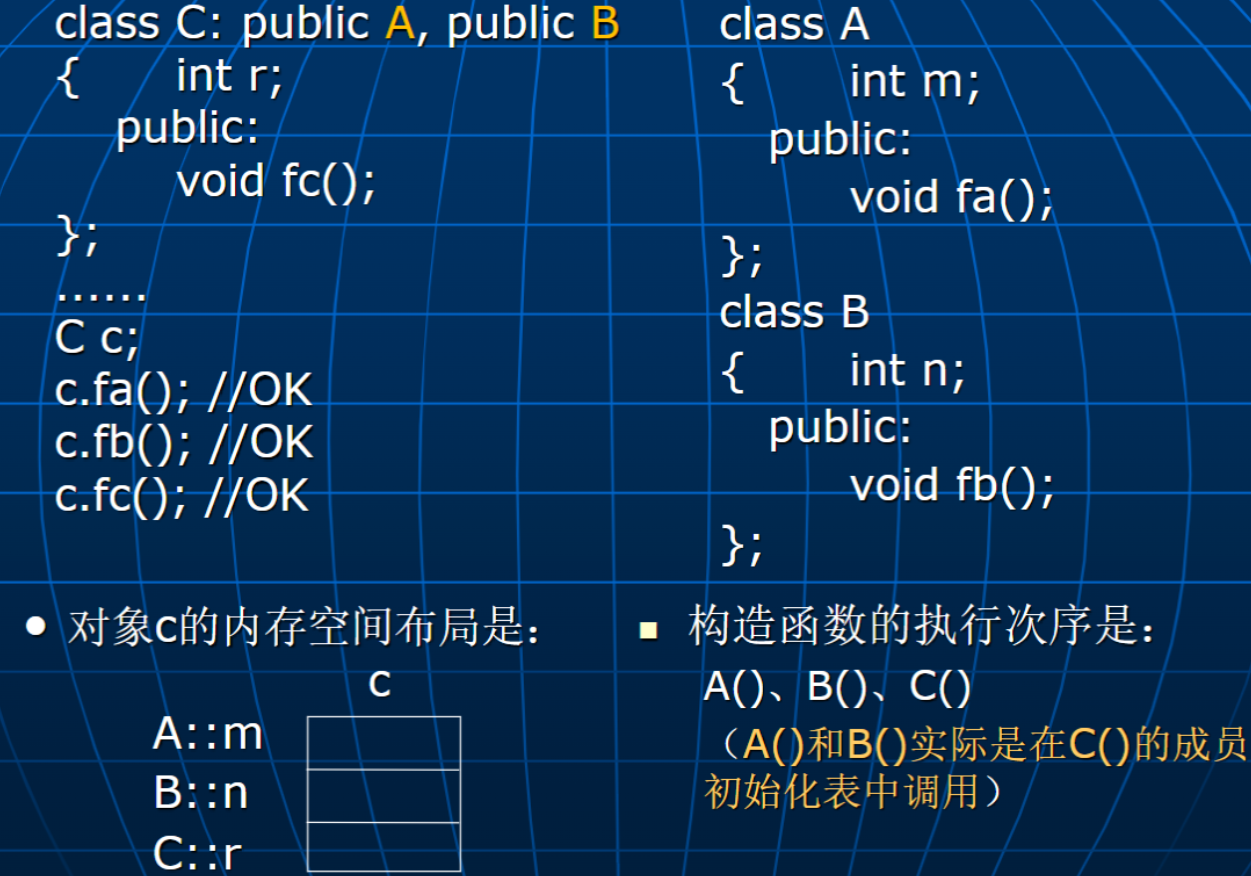 class C: public A, public B
{ int r;
public:
void fc();
};
......
C c;
c.fa(); //OK
c.fb(); //OK
c.fc(); //OK
class A
{ int m;
public:
void fa();
};
class B
{ int n;
public:
void fb();
};
● 对象c的内存空间布局是：
c
A::m
B::n
C::r
■ 构造函数的执行次序是：
A()、B()、C()
（A()和B()实际是在C()的成员
初始化表中调用）